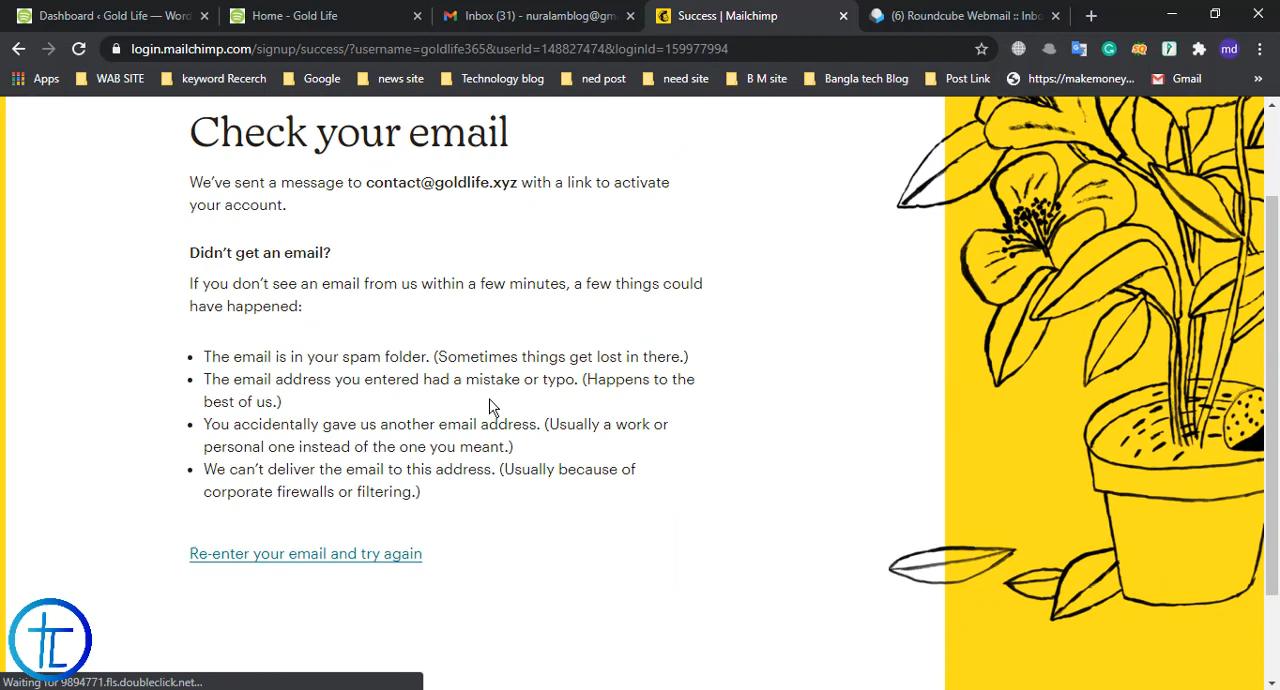 Dashboard ‹ Gold Life — Word
Home - Gold Life
Inbox (31) - nuralamblog@gm
Success | Mailchimp
(6) Roundcube Webmail :: Inbo
login.mailchimp.com/signup/success/?username=goldlife365&userId=148827474&loginId=159977994
md
Apps
WAB SITE
keyword Recerch
Google
news site
Technology blog
ned post
need site
B M site
Bangla tech Blog
Post Link
https://makemoney...
Gmail
»
Check your email
We've sent a message to contact@goldlife.xyz with a link to activate
your account.
Didn't get an email?
If you don't see an email from us within a few minutes, a few things could
have happened:
• The email is in your spam folder. (Sometimes things get lost in there.)
• The email address you entered had a mistake or typo. (Happens to the
best of us.)
• You accidentally gave us another email address. (Usually a work or
personal one instead of the one you meant.)
• We can't deliver the email to this address. (Usually because of
corporate firewalls or filtering.)
Re-enter your email and try again
Waiting for 9894771.fls.doubleclick.net...